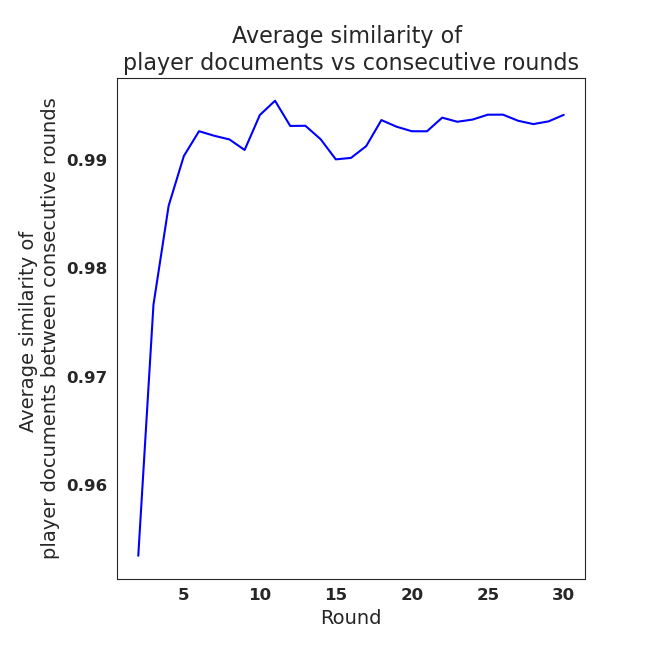 Average similarity of
player documents vs consecutive rounds
Average similarity of
player documents between consecutive rounds
0.99
0.98
0.97
0.96
5 10 15 20 25 30
Round